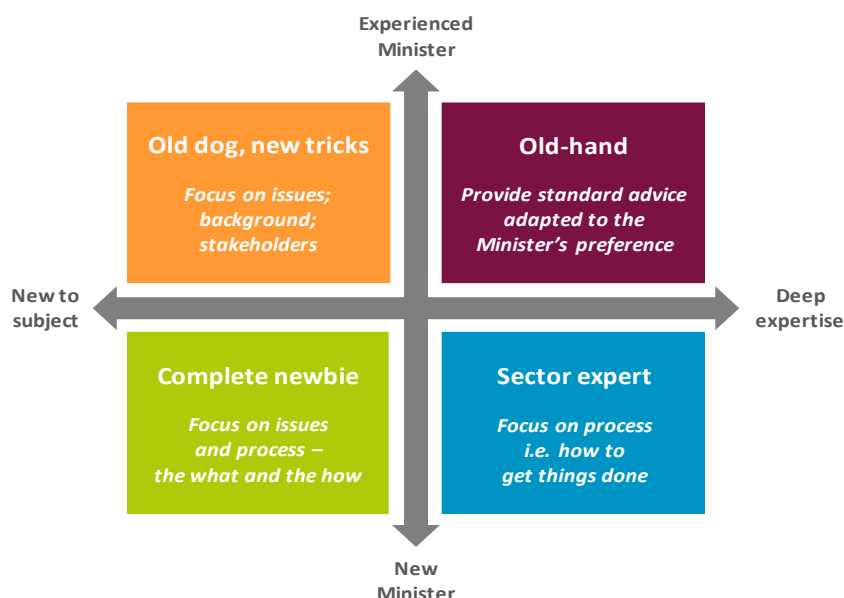 Experienced
Minister
Old dog, new tricks
Focus on issues;
background;
stakeholders
Old-hand
Provide standard advice
adapted to the
Minister's preference
New to
subject
Deep
expertise
Complete newbie
Focus on issues
and process –
the what and the how
Sector expert
Focus on process
i.e. how to
get things done
New
Minister